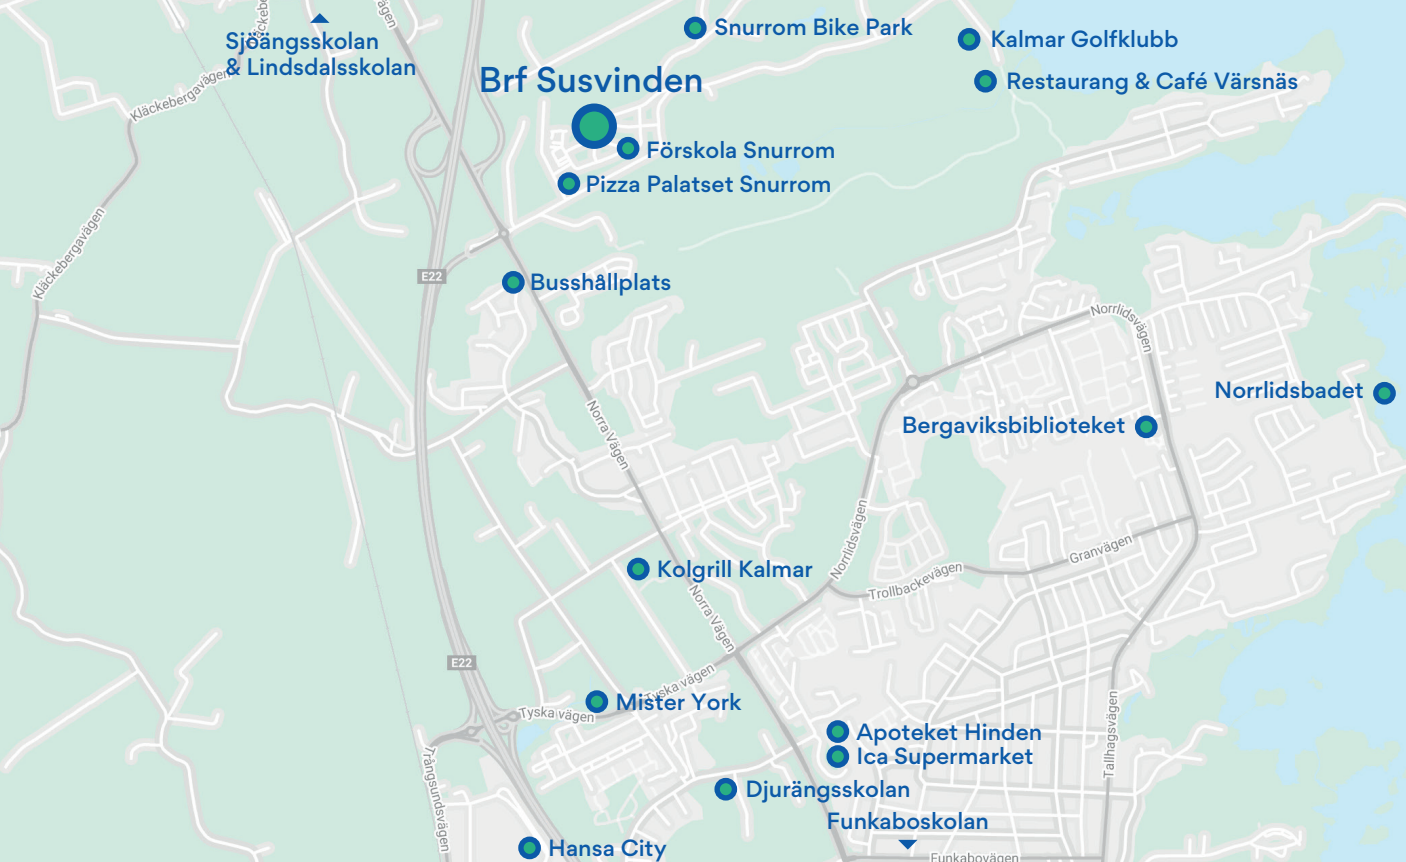 Snurrom Bike Park
Kalmar Golfklubb
Sjöängsskolan
& Lindsdalsskolan
Brf Susvinden
Restaurang & Café Värsnäs
Kläckebergavägen
Förskola Snurrom
Pizza Palatset Snurrom
Kläckebergavägen
E22
Busshållplats
Norrlidsvägen
Norrlidsbadet
Norra Vägen
Bergaviksbiblioteket
Norrlidsvägen
Granvägen
Kolgrill Kalmar
Trollbackevägen
Norra Vägen
E22
Tyska vägen
Mister York
Tyska vägen
Tallhagsvägen
Apoteket Hinden
Ica Supermarket
Trångsundsvägen
Djurängsskolan
Funkaboskolan
Hansa City
Funkabovägen